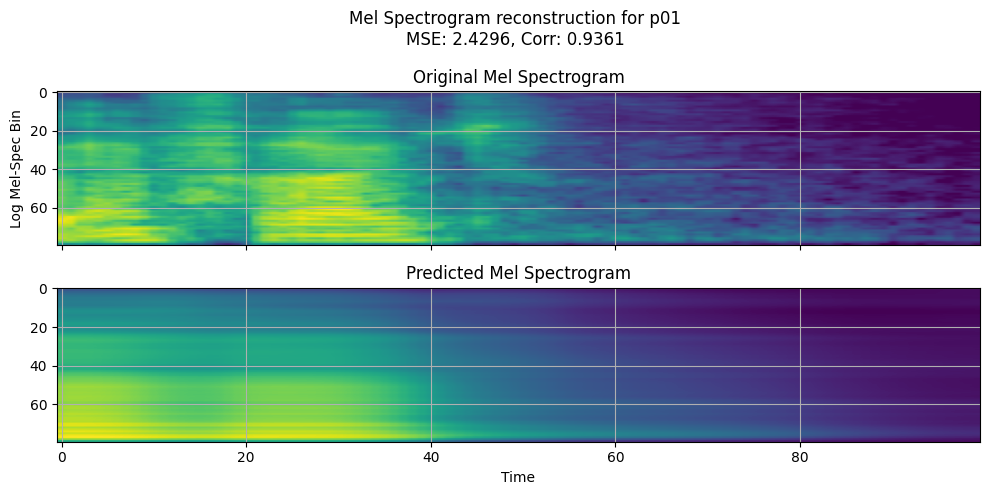 Mel Spectrogram reconstruction for p01
MSE: 2.4296, Corr: 0.9361
Original Mel Spectrogram
0
20
40
60
Log Mel-Spec Bin
Predicted Mel Spectrogram
0
20
40
60
0 20 40 60 80
Time